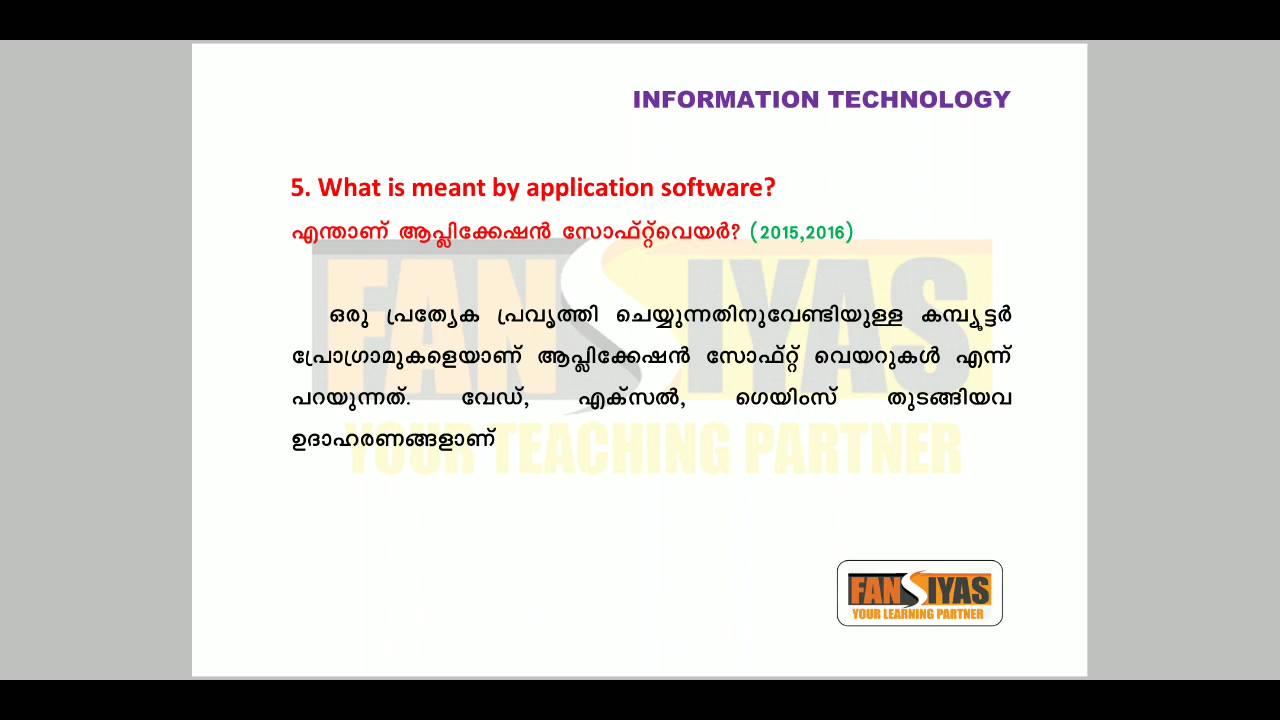 INFORMATION TECHNOLOGY
5. What is meant by application software?
എന്താണ് ആപ്ലിക്കേഷൻ സോഫ്റ്റ്‌വെയർ? (2015,2016)
ഒരു പ്രത്യേക പ്രവൃത്തി ചെയ്യുന്നതിനുവേണ്ടിയുള്ള കമ്പ്യൂട്ടർ
പ്രോഗ്രാമുകളെയാണ് ആപ്ലിക്കേഷൻ സോഫ്റ്റ് വെയറുകൾ എന്ന്
പറയുന്നത്. വേഡ്, എക്സൽ, ഗെയിംസ് തുടങ്ങിയവ
ഉദാഹരണങ്ങളാണ്
FANSIYAS
YOUR TEACHING PARTNER
FANSIYAS
YOUR LEARNING PARTNER